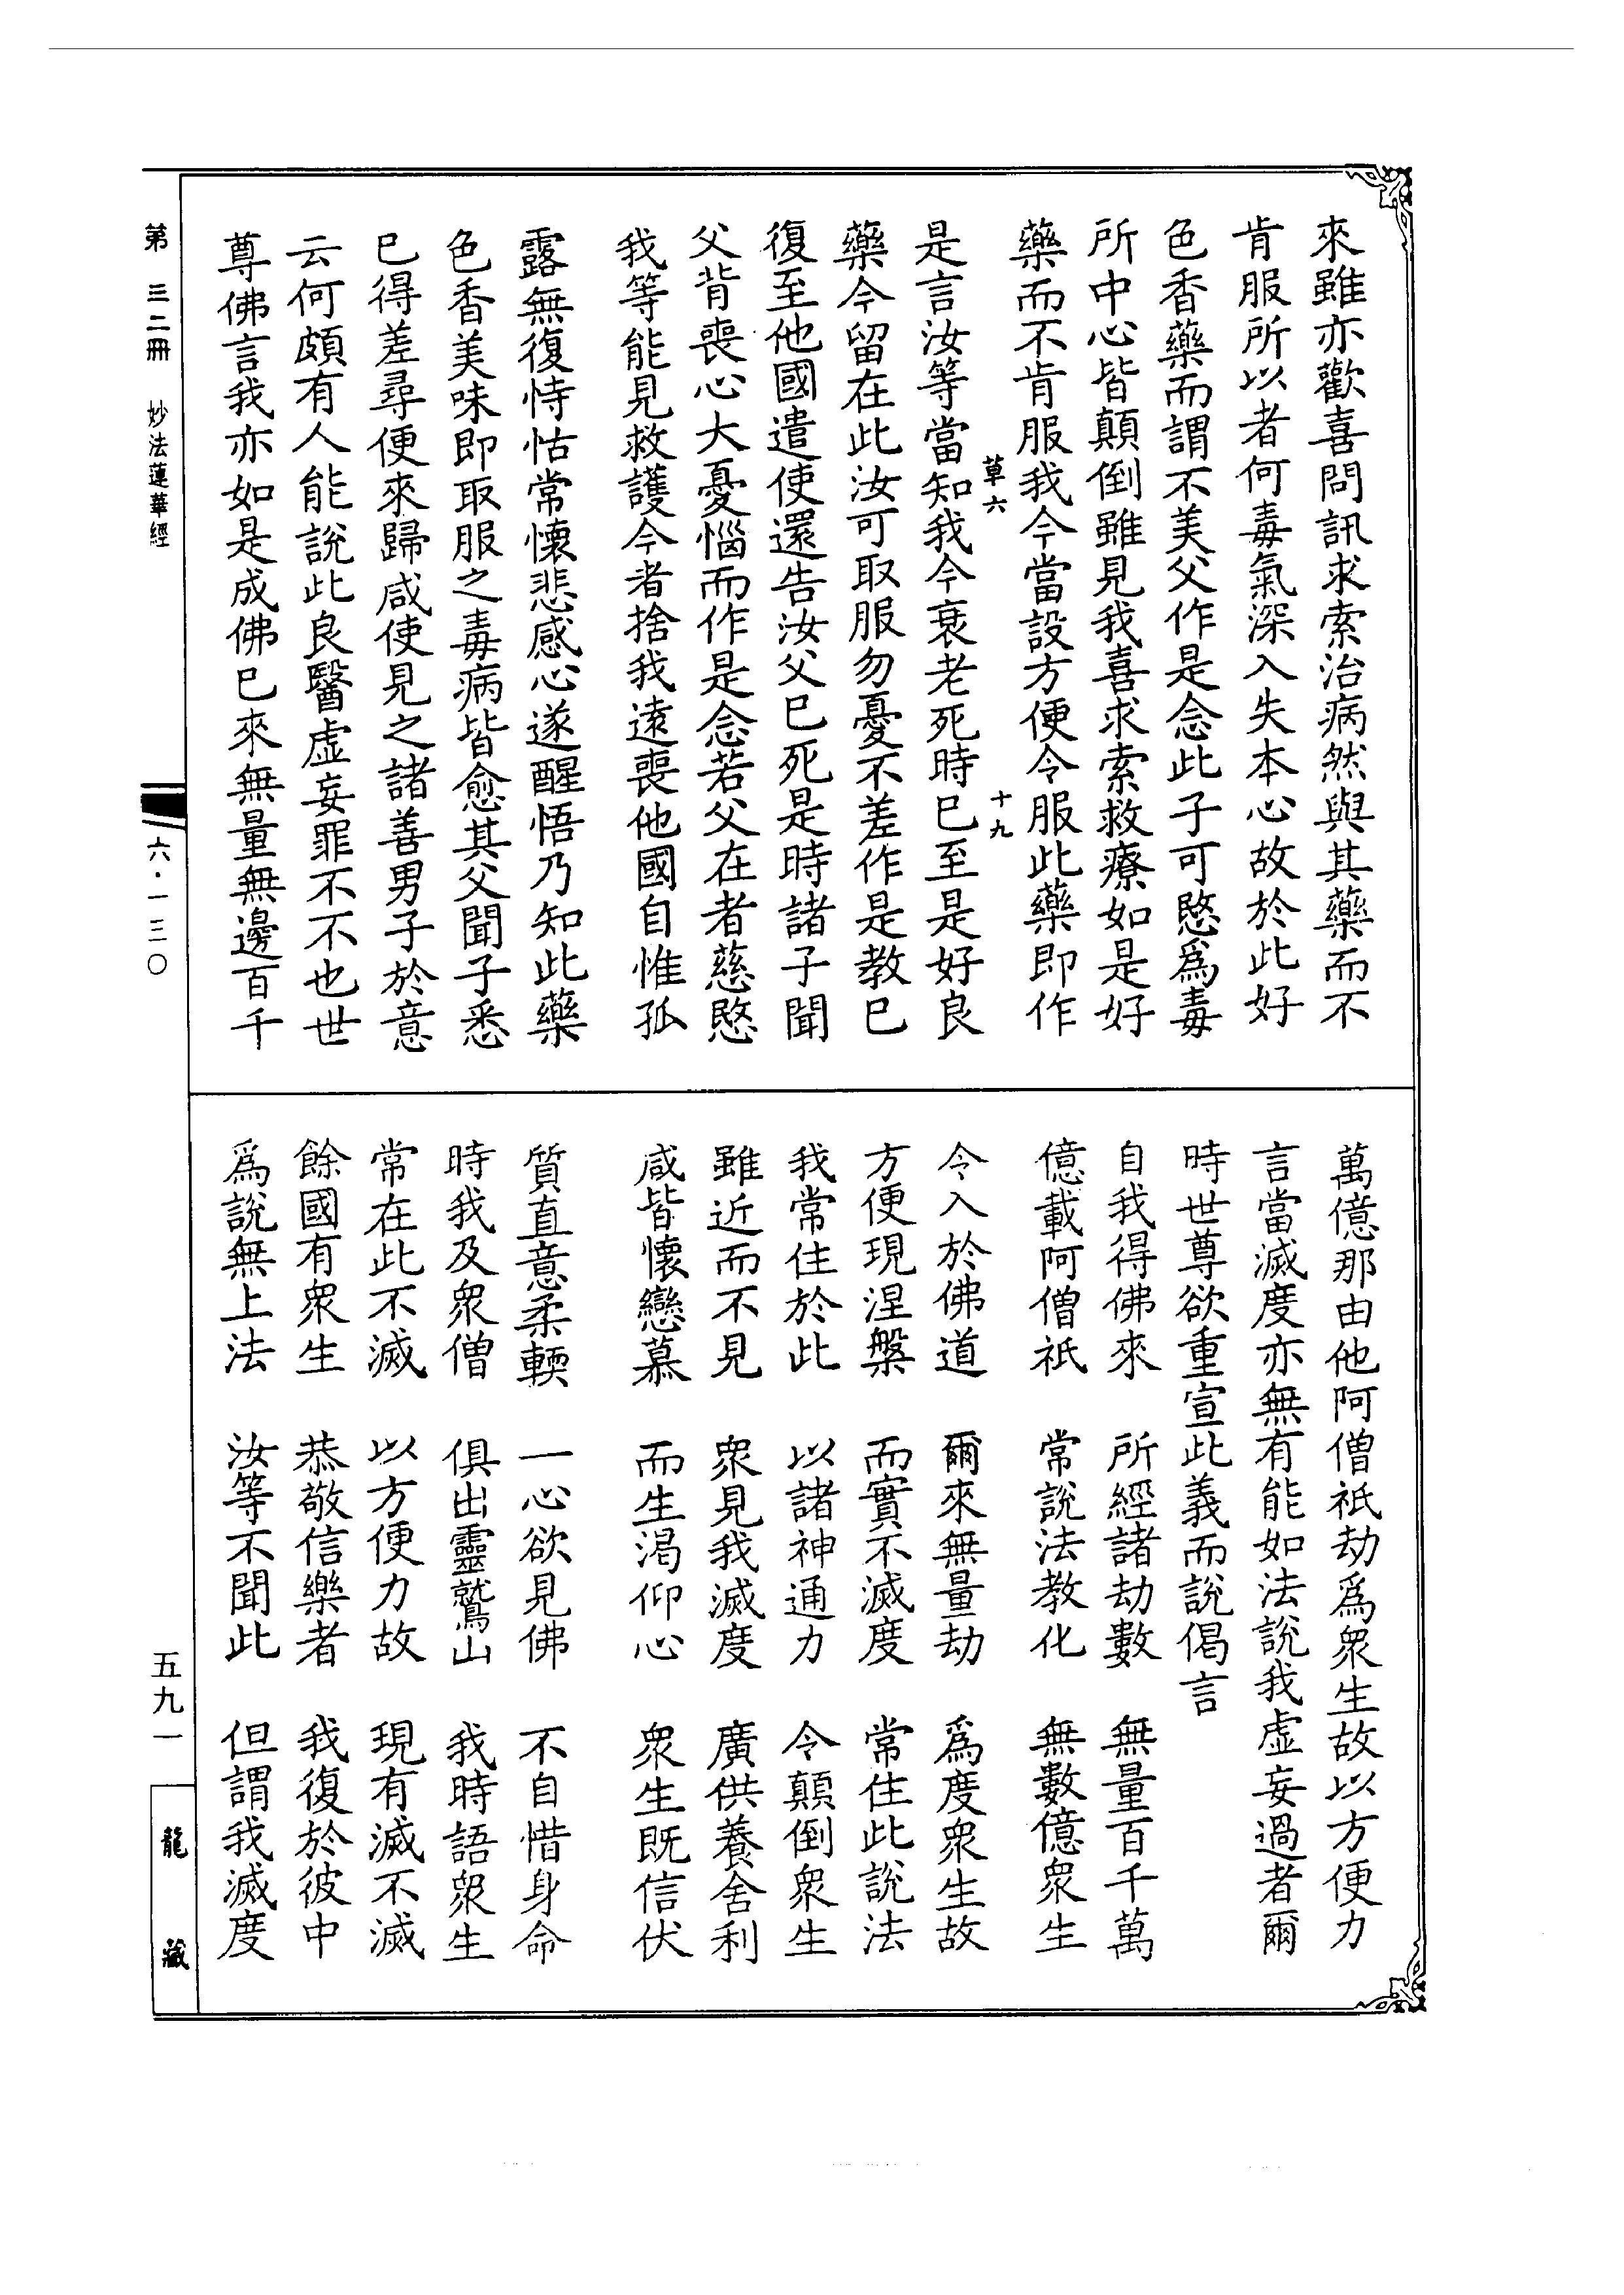 來雖亦歡喜問訊求索治病然與其藥而不
肯服所以者何毒氣深入失本心故於此好
色香藥而謂不美父作是念此子可愍爲毒
所中心皆顛倒雖見我喜求索救療如是好
藥而不肯服我今當設方便令服此藥即作
草六
十九
是言汝等當知我今衰老死時已至是好良
藥今留在此汝可取服勿憂不差作是教已
復至他國遣使還告汝父已死是時諸子聞
父背喪心大憂惱而作是念若父在者慈愍
我等能見救護今者捨我遠喪他國自惟孤
露無復恃怙常懷悲感心遂醒悟乃知此藥
色香美味即取服之毒病皆愈其父聞子悉
已得差尋便來歸咸使見之諸善男子於意
云何頗有人能說此良醫虛妄罪不不也世
尊佛言我亦如是成佛已來無量無邊百千
萬億那由他阿僧祇劫爲衆生故以方便力
言當滅度亦無有能如法說我虛妄過者爾
時世尊欲重宣此義而說偈言
自我得佛來　所經諸劫數　無量百千萬
億載阿僧祇　常說法教化　無數億衆生
令入於佛道　爾來無量劫　爲度衆生故
方便現涅槃　而實不滅度　常住此說法
我常住於此　以諸神通力　令顛倒衆生
雖近而不見　衆見我滅度　廣供養舍利
咸皆懷戀慕　而生渴仰心　衆生既信伏
質直意柔輭　一心欲見佛　不自惜身命
時我及衆僧　俱出靈鷲山　我時語衆生
常在此不滅　以方便力故　現有滅不滅
餘國有衆生　恭敬信樂者　我復於彼中
爲說無上法　汝等不聞此　但謂我滅度
第三二冊　妙法蓮華經
六・一三〇
五九一
龍藏